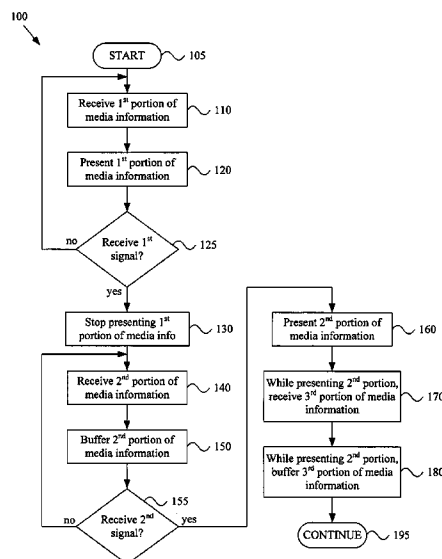 100
START
105
Receive 1st portion of
media information
110
Present 1st portion of
media information
120
Receive 1st
signal?
125
no
yes
Stop presenting 1st
portion of media info
130
Receive 2nd portion of
media information
140
Buffer 2nd portion of
media information
150
155
Receive 2nd
signal?
no
yes
Present 2nd portion of
media information
160
While presenting 2nd portion,
receive 3rd portion of media
information
170
While presenting 2nd portion,
buffer 3rd portion of media
information
180
CONTINUE
195